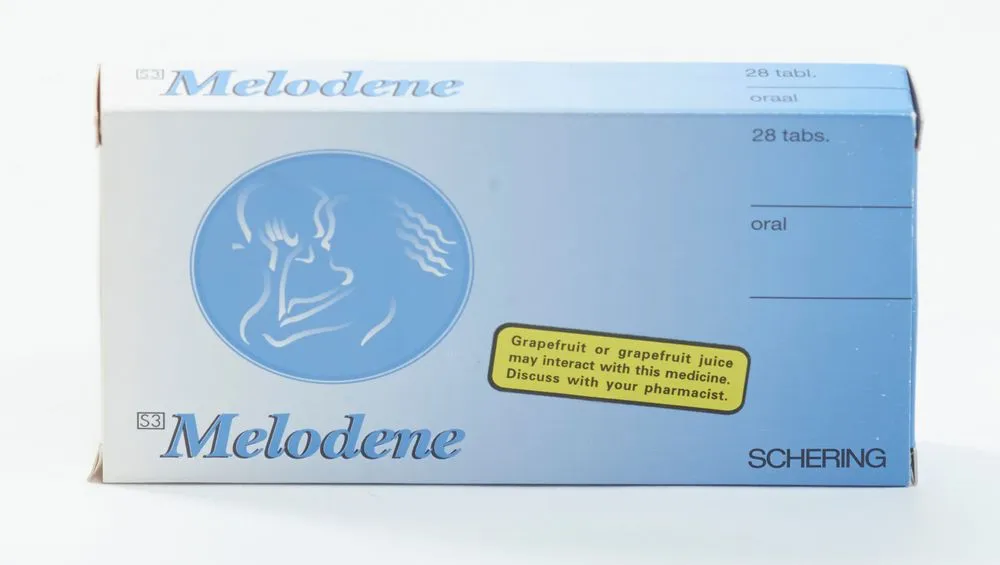 S3 Melodene
28 tabl.
oraal
28 tabs.
oral
Grapefruit or grapefruit juice
may interact with this medicine.
Discuss with your pharmacist.
S3 Melodene
SCHERING